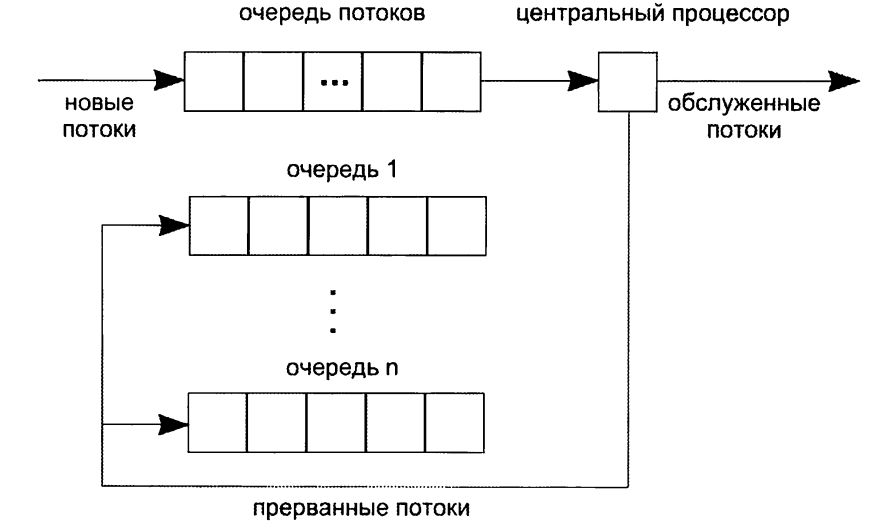 очередь потоков
центральный процессор
...
новые
потоки
обслуженные
потоки
очередь 1
очередь n
прерванные потоки